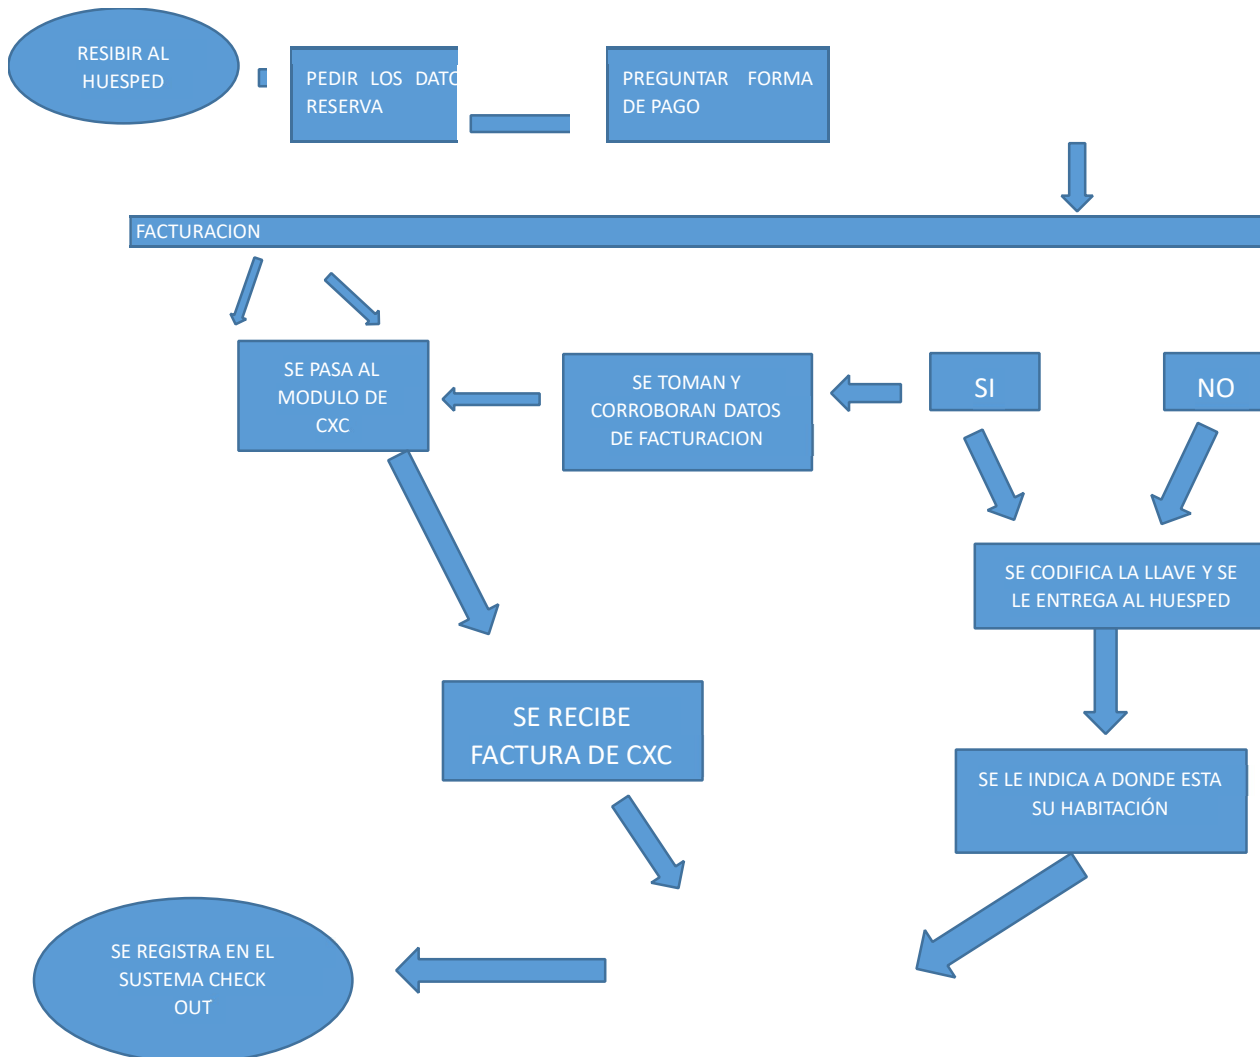 RESIBIR AL
HUESPED
PEDIR LOS DATO
RESERVA
PREGUNTAR FORMA
DE PAGO
FACTURACION
SE PASA AL
MODULO DE
CXC
SE TOMAN Y
CORROBORAN DATOS
DE FACTURACION
SI
NO
SE CODIFICA LA LLAVE Y SE
LE ENTREGA AL HUESPED
SE RECIBE
FACTURA DE CXC
SE LE INDICA A DONDE ESTA
SU HABITACIÓN
SE REGISTRA EN EL
SUSTEMA CHECK
OUT